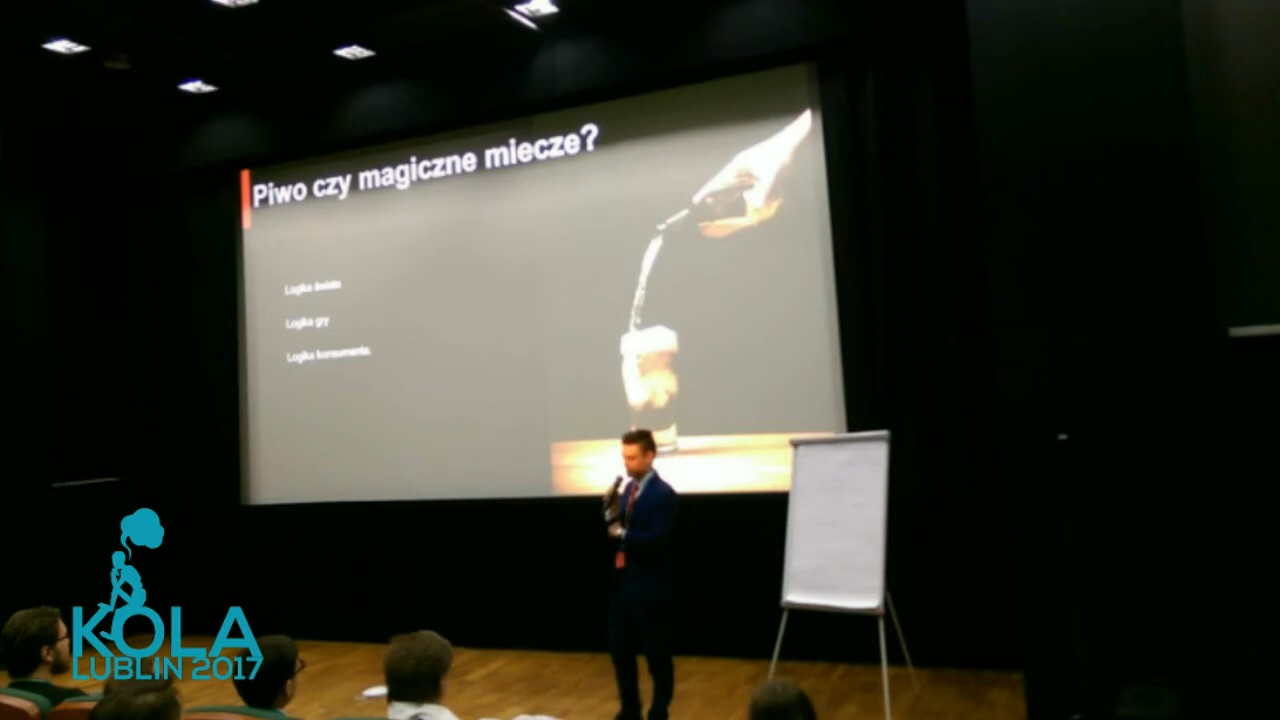 Piwo czy magiczne miecze?
Logika świata
Logika gry
Logika konsumenta.
KOLA
LUBLIN 2017